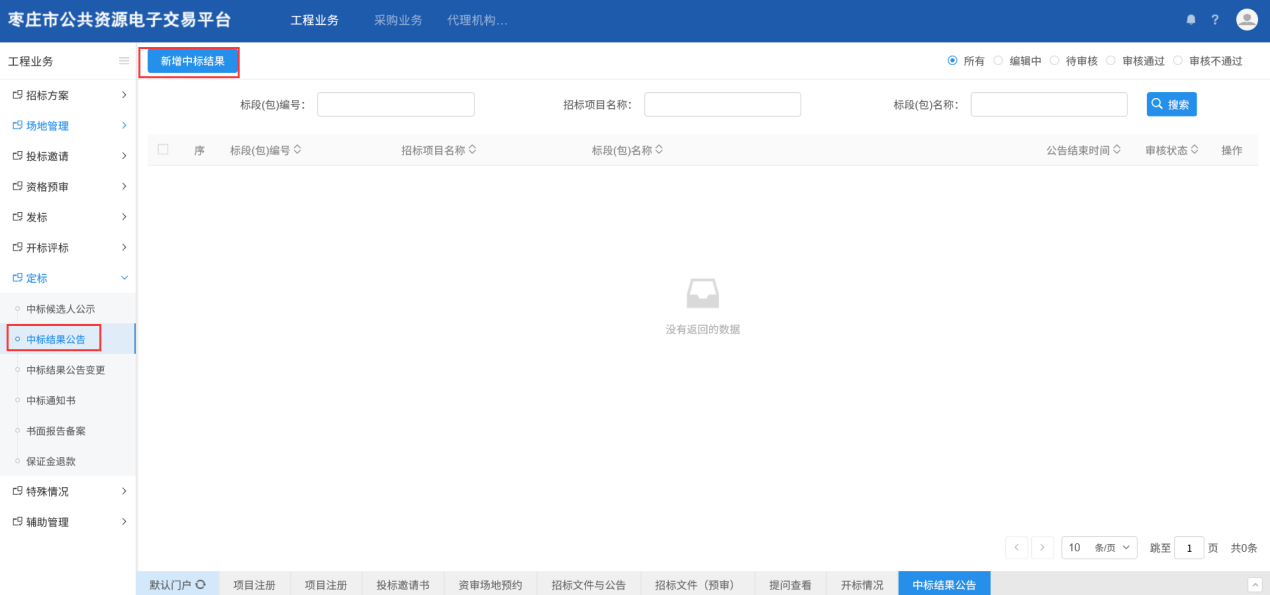 枣庄市公共资源电子交易平台 工程业务 采购业务 代理机构...
工程业务
新增中标结果
所有 编辑中 待审核 审核通过 审核不通过
招标方案
标段(包)编号： 招标项目名称： 标段(包)名称： 搜索
场地管理
序 标段(包)编号 招标项目名称 标段(包)名称 公告结束时间 审核状态 操作
投标邀请
资格预审
发标
开标评标
定标
中标候选人公示
没有返回的数据
中标结果公告
中标结果公告变更
中标通知书
书面报告备案
保证金退款
特殊情况
辅助管理
10 条/页 跳至 1 页 共0条
默认门户 项目注册 项目注册 投标邀请书 资审场地预约 招标文件与公告 招标文件（预审） 提问查看 开标情况 中标结果公告